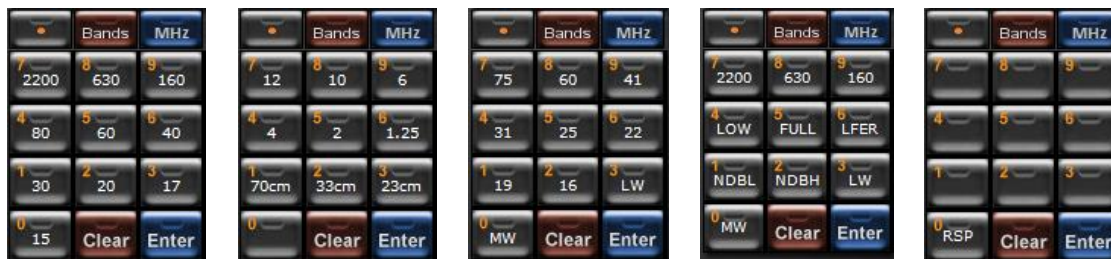 Bands MHz
7 8 9
2200 630 160
4 5 6
80 60 40
1 2 3
30 20 17
0
15 Clear Enter
Bands MHz
7 8 9
12 10 6
4 5 6
4 2 1.25
1 2 3
70cm 33cm 23cm
0
Clear Enter
Bands MHz
7 8 9
75 60 41
4 5 6
31 25 22
1 2 3
19 16 LW
0
MW Clear Enter
Bands MHz
7 8 9
2200 630 160
4 5 6
LOW FULL LFER
1 2 3
NDBL NDBH LW
0
MW Clear Enter
Bands MHz
7 8 9
4 5 6
1 2 3
0
RSP Clear Enter